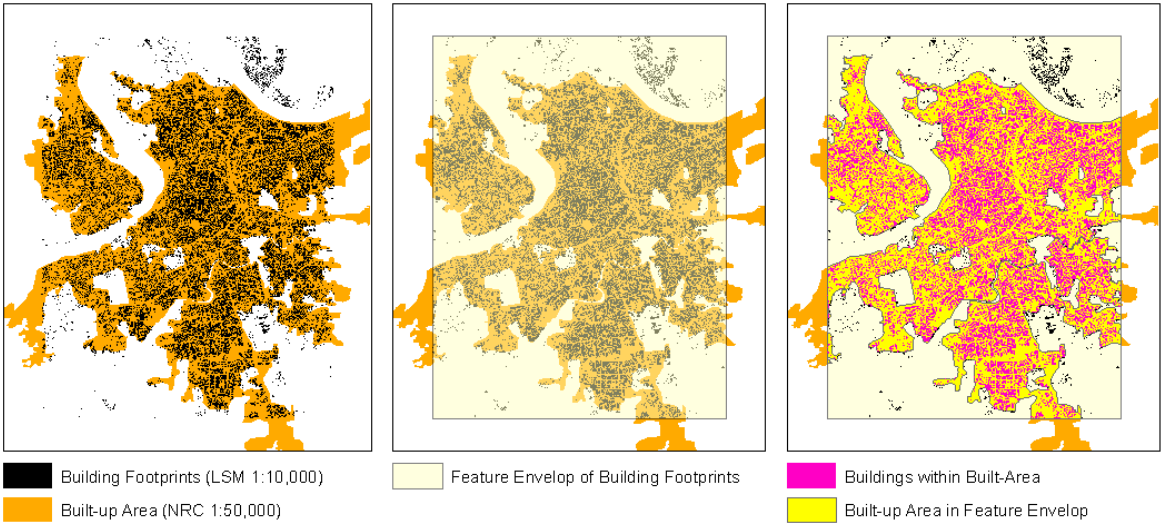 Building Footprints (LSM 1:10,000)
Built-up Area (NRC 1:50,000)
Feature Envelop of Building Footprints
Buildings within Built-Area
Built-up Area in Feature Envelop